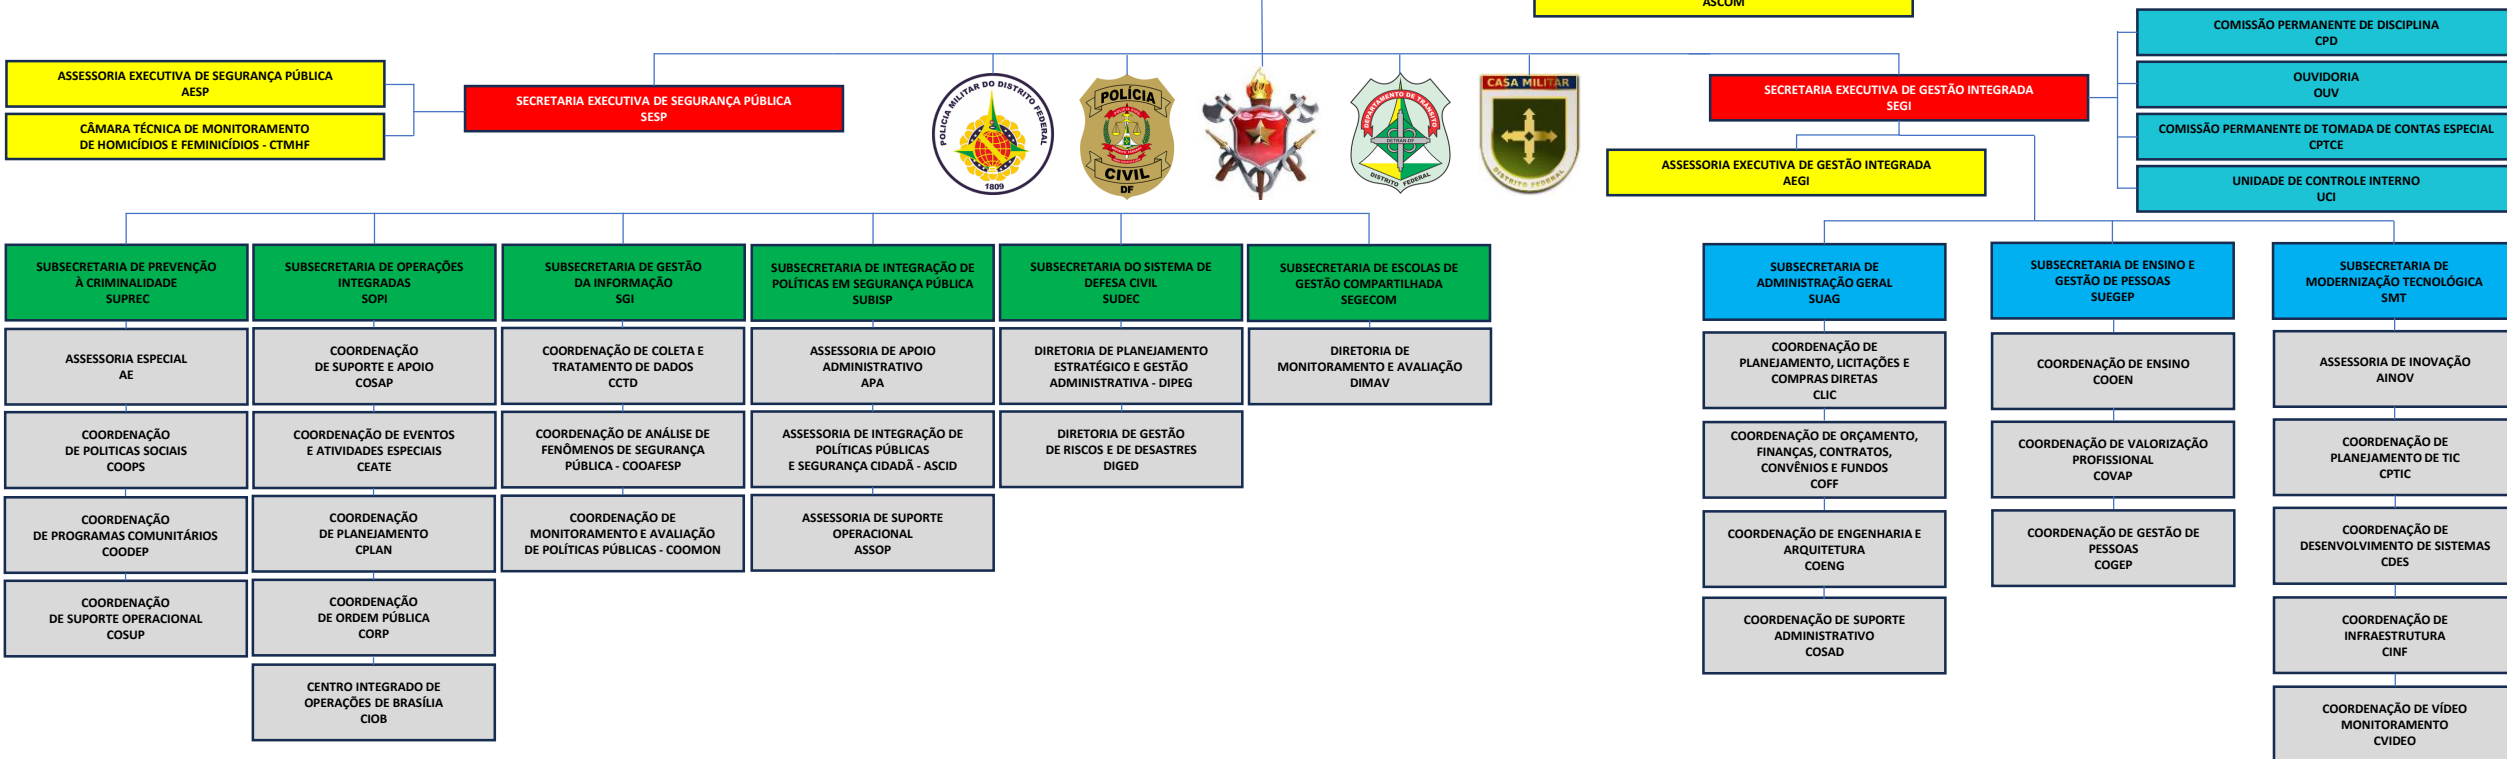 ASCOM
COMISSÃO PERMANENTE DE DISCIPLINA
CPD
ASSESSORIA EXECUTIVA DE SEGURANÇA PÚBLICA
AESP
CÂMARA TÉCNICA DE MONITORAMENTO
DE HOMICÍDIOS E FEMINICÍDIOS - CTMHF
SECRETARIA EXECUTIVA DE SEGURANÇA PÚBLICA
SESP
POLICIA MILITAR DO DISTRITO FEDERAL
1809
POLÍCIA
CIVIL
DF
DEPARTAMENTO DE TRÂNSITO
DETRAN-DF
DISTRITO FEDERAL
CASA MILITAR
DISTRITO FEDERAL
SECRETARIA EXECUTIVA DE GESTÃO INTEGRADA
SEGI
OUVIDORIA
OUV
COMISSÃO PERMANENTE DE TOMADA DE CONTAS ESPECIAL
CPTCE
UNIDADE DE CONTROLE INTERNO
UCI
ASSESSORIA EXECUTIVA DE GESTÃO INTEGRADA
AEGI
SUBSECRETARIA DE PREVENÇÃO
À CRIMINALIDADE
SUPREC
ASSESSORIA ESPECIAL
AE
COORDENAÇÃO
DE POLITICAS SOCIAIS
COOPS
COORDENAÇÃO
DE PROGRAMAS COMUNITÁRIOS
COODEP
COORDENAÇÃO
DE SUPORTE OPERACIONAL
COSUP
SUBSECRETARIA DE OPERAÇÕES
INTEGRADAS
SOPI
COORDENAÇÃO
DE SUPORTE E APOIO
COSAP
COORDENAÇÃO DE EVENTOS
E ATIVIDADES ESPECIAIS
CEATE
COORDENAÇÃO
DE PLANEJAMENTO
CPLAN
COORDENAÇÃO
DE ORDEM PÚBLICA
CORP
CENTRO INTEGRADO DE
OPERAÇÕES DE BRASÍLIA
CIOB
SUBSECRETARIA DE GESTÃO
DA INFORMAÇÃO
SGI
COORDENAÇÃO DE COLETA E
TRATAMENTO DE DADOS
CCTD
COORDENAÇÃO DE ANÁLISE DE
FENÔMENOS DE SEGURANÇA
PÚBLICA - COOAFESP
COORDENAÇÃO DE
MONITORAMENTO E AVALIAÇÃO
DE POLÍTICAS PÚBLICAS - COOMON
SUBSECRETARIA DE INTEGRAÇÃO DE
POLÍTICAS EM SEGURANÇA PÚBLICA
SUBISP
ASSESSORIA DE APOIO
ADMINISTRATIVO
APA
ASSESSORIA DE INTEGRAÇÃO DE
POLÍTICAS PÚBLICAS
E SEGURANÇA CIDADÃ - ASCID
ASSESSORIA DE SUPORTE
OPERACIONAL
ASSOP
SUBSECRETARIA DO SISTEMA DE
DEFESA CIVIL
SUDEC
DIRETORIA DE PLANEJAMENTO
ESTRATÉGICO E GESTÃO
ADMINISTRATIVA - DIPEG
DIRETORIA DE GESTÃO
DE RISCOS E DE DESASTRES
DIGED
SUBSECRETARIA DE ESCOLAS DE
GESTÃO COMPARTILHADA
SEGECOM
DIRETORIA DE
MONITORAMENTO E AVALIAÇÃO
DIMAV
SUBSECRETARIA DE
ADMINISTRAÇÃO GERAL
SUAG
COORDENAÇÃO DE
PLANEJAMENTO, LICITAÇÕES E
COMPRAS DIRETAS
CLIC
COORDENAÇÃO DE ORÇAMENTO,
FINANÇAS, CONTRATOS,
CONVÊNIOS E FUNDOS
COFF
COORDENAÇÃO DE ENGENHARIA E
ARQUITETURA
COENG
COORDENAÇÃO DE SUPORTE
ADMINISTRATIVO
COSAD
SUBSECRETARIA DE ENSINO E
GESTÃO DE PESSOAS
SUEGEP
COORDENAÇÃO DE ENSINO
COOEN
COORDENAÇÃO DE VALORIZAÇÃO
PROFISSIONAL
COVAP
COORDENAÇÃO DE GESTÃO DE
PESSOAS
COGEP
SUBSECRETARIA DE
MODERNIZAÇÃO TECNOLÓGICA
SMT
ASSESSORIA DE INOVAÇÃO
AINOV
COORDENAÇÃO DE
PLANEJAMENTO DE TIC
CPTIC
COORDENAÇÃO DE
DESENVOLVIMENTO DE SISTEMAS
CDES
COORDENAÇÃO DE
INFRAESTRUTURA
CINF
COORDENAÇÃO DE VÍDEO
MONITORAMENTO
CVIDEO